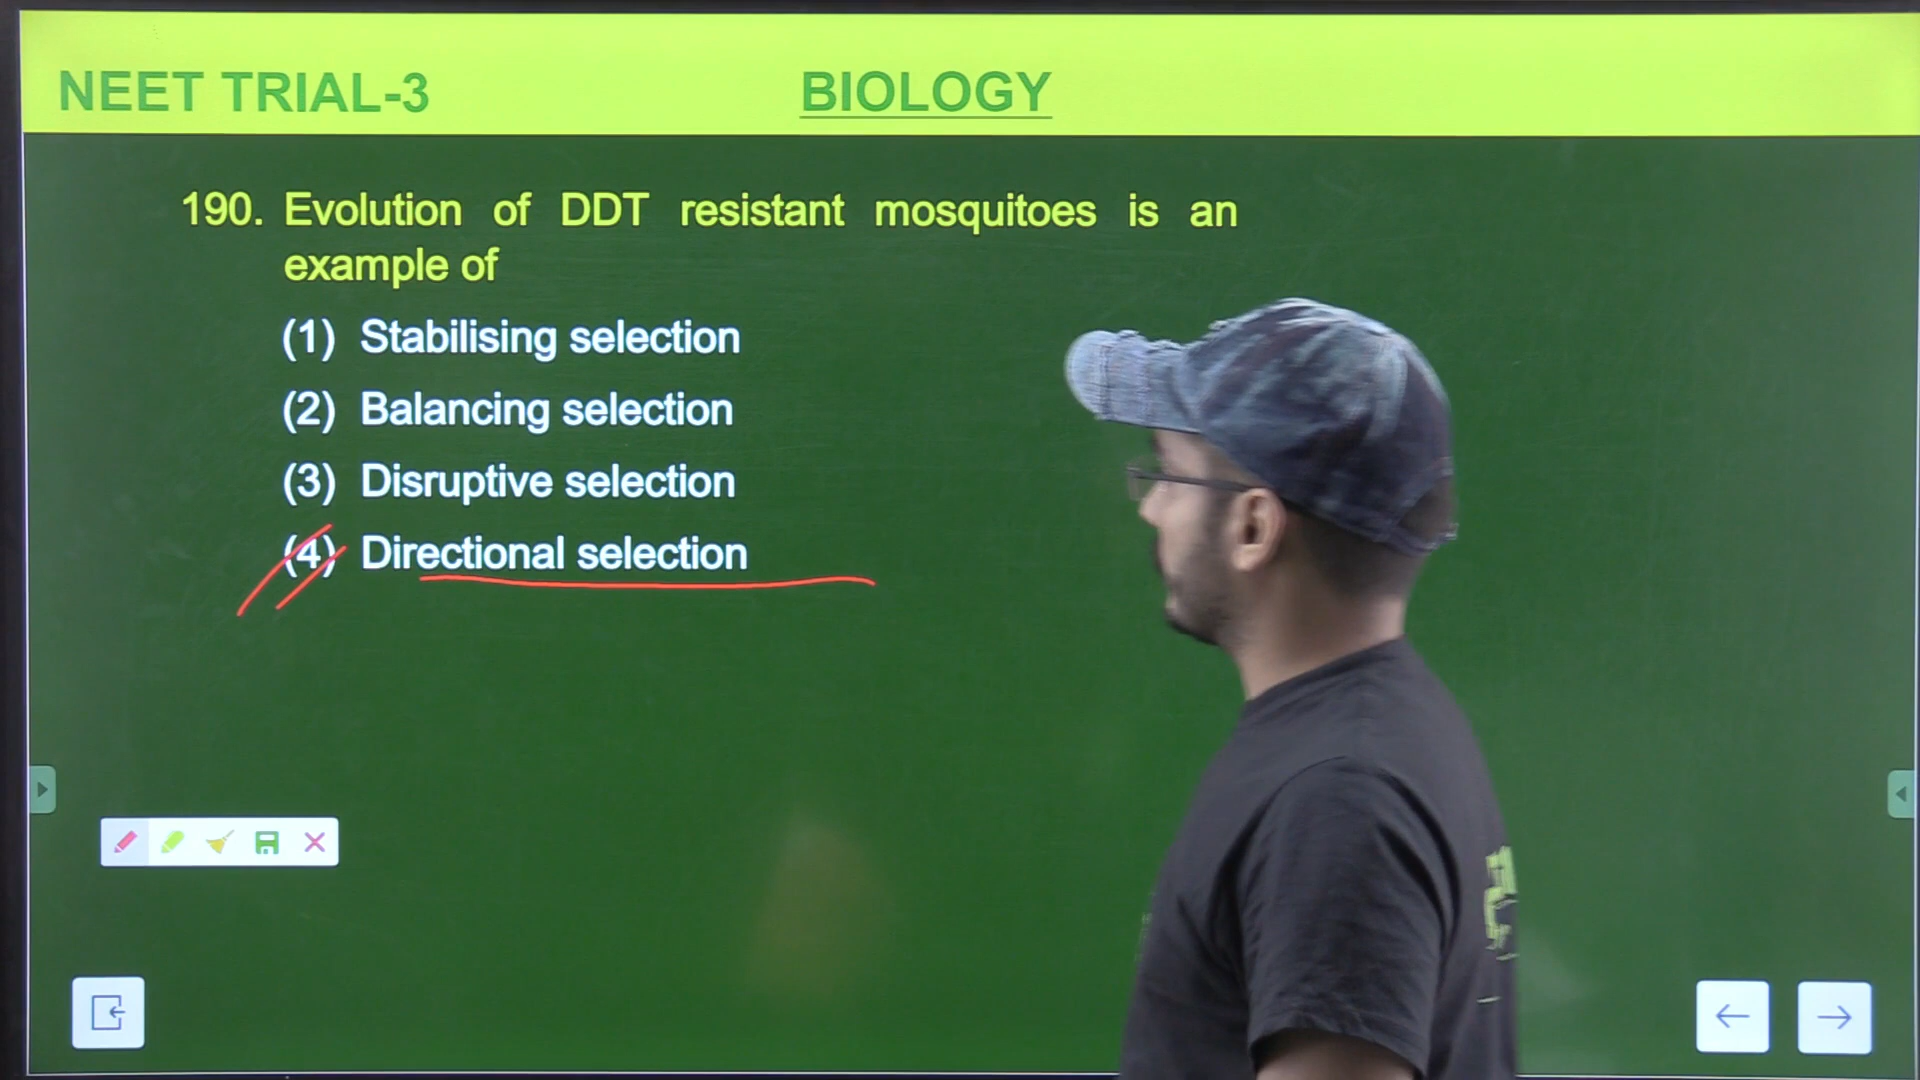 NEET TRIAL-3
BIOLOGY
190. Evolution of DDT resistant mosquitoes is an
example of
(1) Stabilising selection
(2) Balancing selection
(3) Disruptive selection
(4) Directional selection